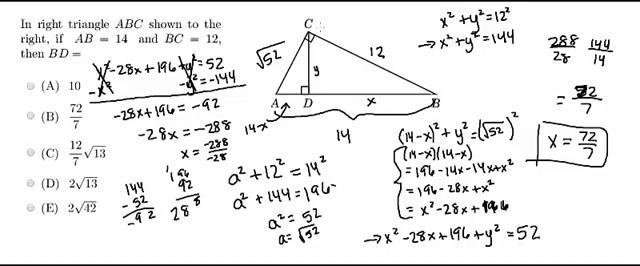 In right triangle ABC shown to the
right, if AB = 14 and BC = 12,
then BD =
(A) 10
(B) 72/7
(C) 12/7 √13
(D) 2√13
(E) 2√42
x² - 28x + 196 + y² = 52
- x² - y² = -144
-28x + 196 = -92
-28x = -288
x = -288/-28
144
- 52
-92
196
92
288
C
√52
12
y
A
D
x
B
14-x
14
a² + 12² = 14²
a² + 144 = 196
a² = 52
a = √52
x² + y² = 12²
→ x² + y² = 144
288/28
144/14
= 72/7
x = 72/7
(14-x)² + y² = (√52)²
(14-x)(14-x)
= 196 - 14x - 14x + x²
= 196 - 28x + x²
= x² - 28x + 196
→ x² - 28x + 196 + y² = 52